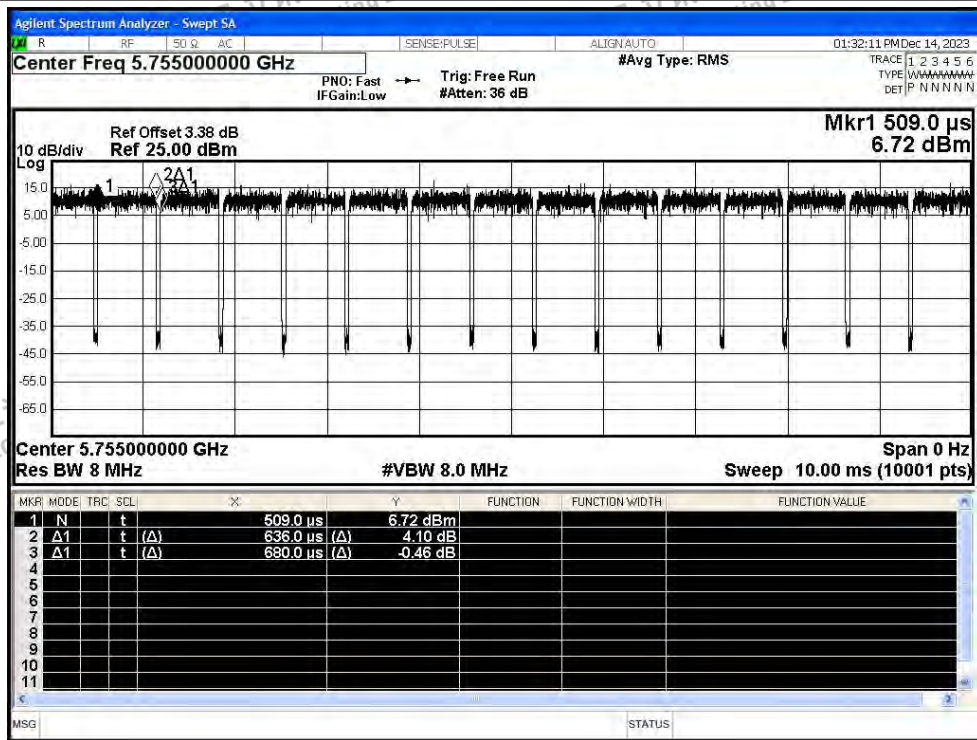 Agilent Spectrum Analyzer - Swept SA
R RF 50 Ω AC SENSE:PULSE ALIGN AUTO 01:32:11 PM Dec 14, 2023
Center Freq 5.755000000 GHz #Avg Type: RMS TRACE 1 2 3 4 5 6
PNO: Fast Trig: Free Run TYPE WWWWWW
IFGain:Low #Atten: 36 dB DET P N N N N N
Mkr1 509.0 µs
Ref Offset 3.38 dB
10 dB/div Ref 25.00 dBm 6.72 dBm
Log
2Δ1
15.0 1 3Δ1
5.00
-5.00
-15.0
-25.0
-35.0
-45.0
-55.0
-65.0
Center 5.755000000 GHz Span 0 Hz
Res BW 8 MHz #VBW 8.0 MHz Sweep 10.00 ms (10001 pts)
MKR MODE TRC SCL X Y FUNCTION FUNCTION WIDTH FUNCTION VALUE
1 N t 509.0 µs 6.72 dBm
2 Δ1 t (Δ) 636.0 µs (Δ) 4.10 dB
3 Δ1 t (Δ) 680.0 µs (Δ) -0.46 dB
4
5
6
7
8
9
10
11
MSG STATUS